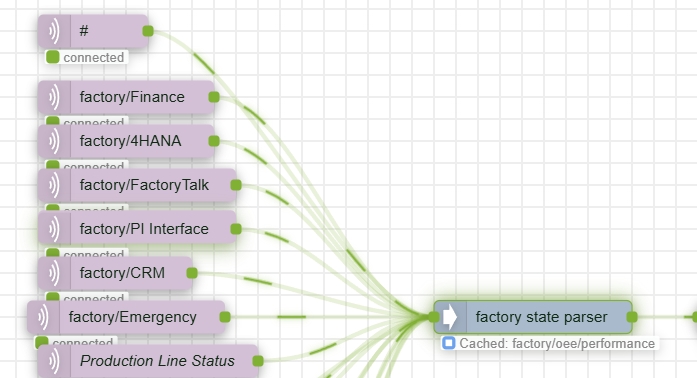 #
connected
factory/Finance
connected
factory/4HANA
connected
factory/FactoryTalk
connected
factory/PI Interface
connected
factory/CRM
connected
factory/Emergency
factory state parser
connected
Cached: factory/oee/performance
Production Line Status